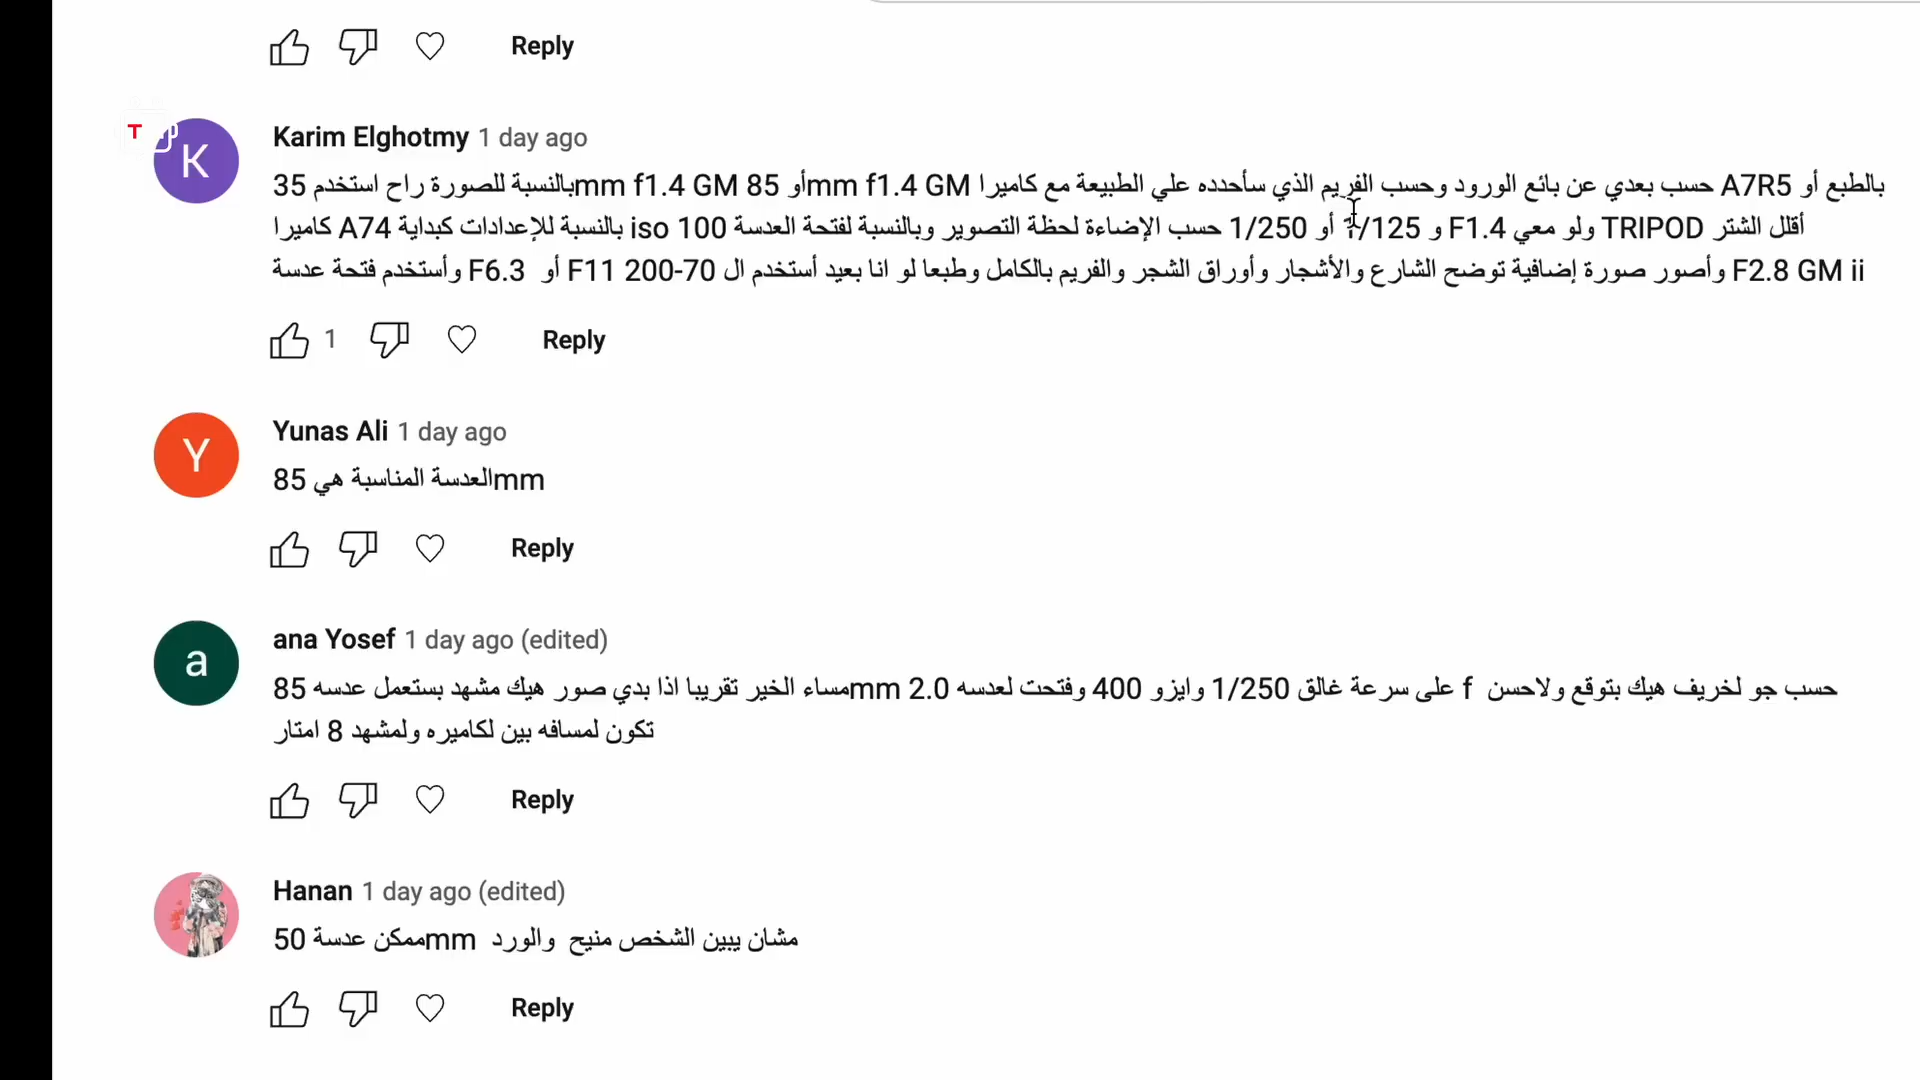 Reply
T
K
Karim Elghotmy 1 day ago
بالنسبة للصورة راح استخدم 35mm f1.4 GM أو 85mm f1.4 GM حسب بعدي عن بائع الورود وحسب الفريم الذي سأحدده علي الطبيعة مع كاميرا A7R5 بالطبع أو
كاميرا A74 بالنسبة للإعدادات كبداية iso 100 و 1/125 أو 1/250 حسب الإضاءة لحظة التصوير وبالنسبة لفتحة العدسة F1.4 ولو معي TRIPOD أقلل الشتر
وأستخدم فتحة عدسة F6.3 أو F11 وأصور صورة إضافية توضح الشارع والأشجار وأوراق الشجر والفريم بالكامل وطبعا لو انا بعيد أستخدم ال 70-200 F2.8 GM ii
1 Reply
Y
Yunas Ali 1 day ago
العدسة المناسبة هي 85mm
Reply
a
ana Yosef 1 day ago (edited)
مساء الخير تقريبا اذا بدي صور هيك مشهد بستعمل عدسه 85mm على سرعة غالق 1/250 وايزو 400 وفتحت لعدسه 2.0 f حسب جو لخريف هيك بتوقع ولاحسن
تكون لمسافه بين لكاميره ولمشهد 8 امتار
Reply
Hanan 1 day ago (edited)
ممكن عدسة 50mm مشان يبين الشخص منيح والورد
Reply